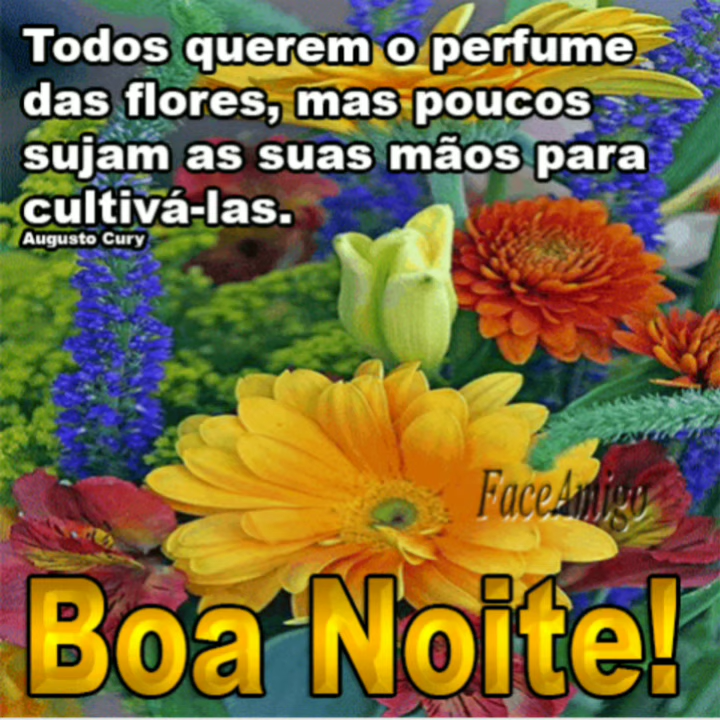 Todos querem o perfume
das flores, mas poucos
sujam as suas mãos para
cultivá-las.
Augusto Cury
FaceAmigo
Boa Noite!